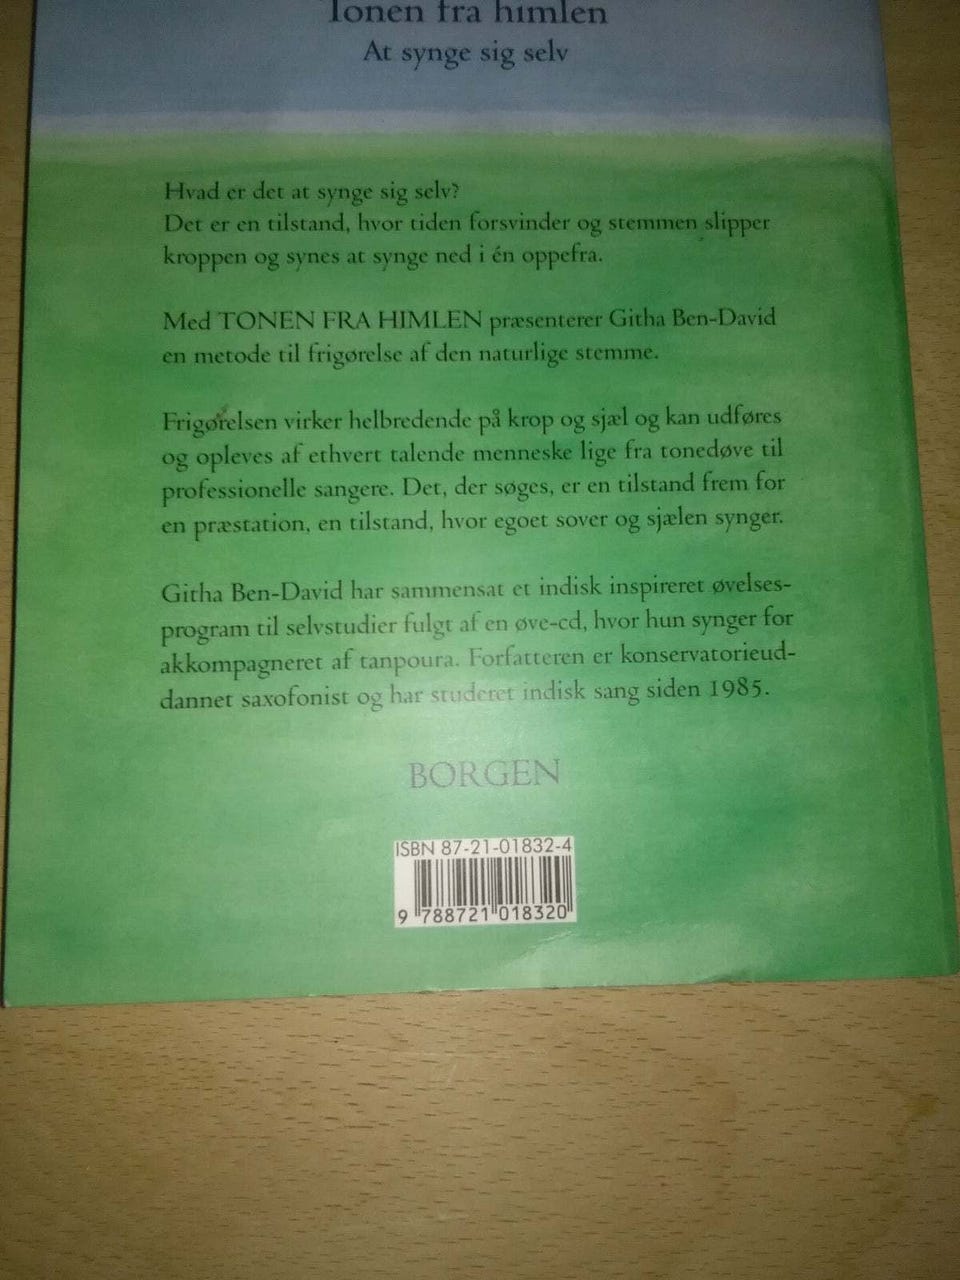 Tonen fra himlen
At synge sig selv
Hvad er det at synge sig selv?
Det er en tilstand, hvor tiden forsvinder og stemmen slipper
kroppen og synes at synge ned i én oppefra.
Med TONEN FRA HIMLEN præsenterer Githa Ben-David
en metode til frigørelse af den naturlige stemme.
Frigørelsen virker helbredende på krop og sjæl og kan udføres
og opleves af ethvert talende menneske lige fra tonedøve til
professionelle sangere. Det, der søges, er en tilstand frem for
en præstation, en tilstand, hvor egoet sover og sjælen synger.
Githa Ben-David har sammensat et indisk inspireret øvelses-
program til selvstudier fulgt af en øve-cd, hvor hun synger for
akkompagneret af tanpoura. Forfatteren er konservatorieud-
dannet saxofonist og har studeret indisk sang siden 1985.
BORGEN
ISBN 87-21-01832-4
9 788721 018320